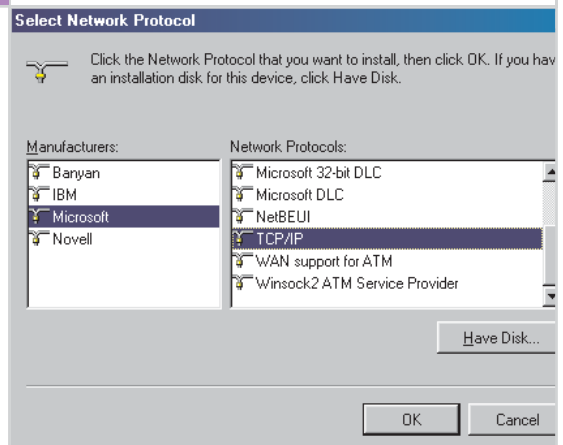 Select Network Protocol
Click the Network Protocol that you want to install, then click OK. If you hav
an installation disk for this device, click Have Disk.
Manufacturers:
Banyan
IBM
Microsoft
Novell
Network Protocols:
Microsoft 32-bit DLC
Microsoft DLC
NetBEUI
TCP/IP
WAN support for ATM
Winsock2 ATM Service Provider
Have Disk...
OK
Cancel